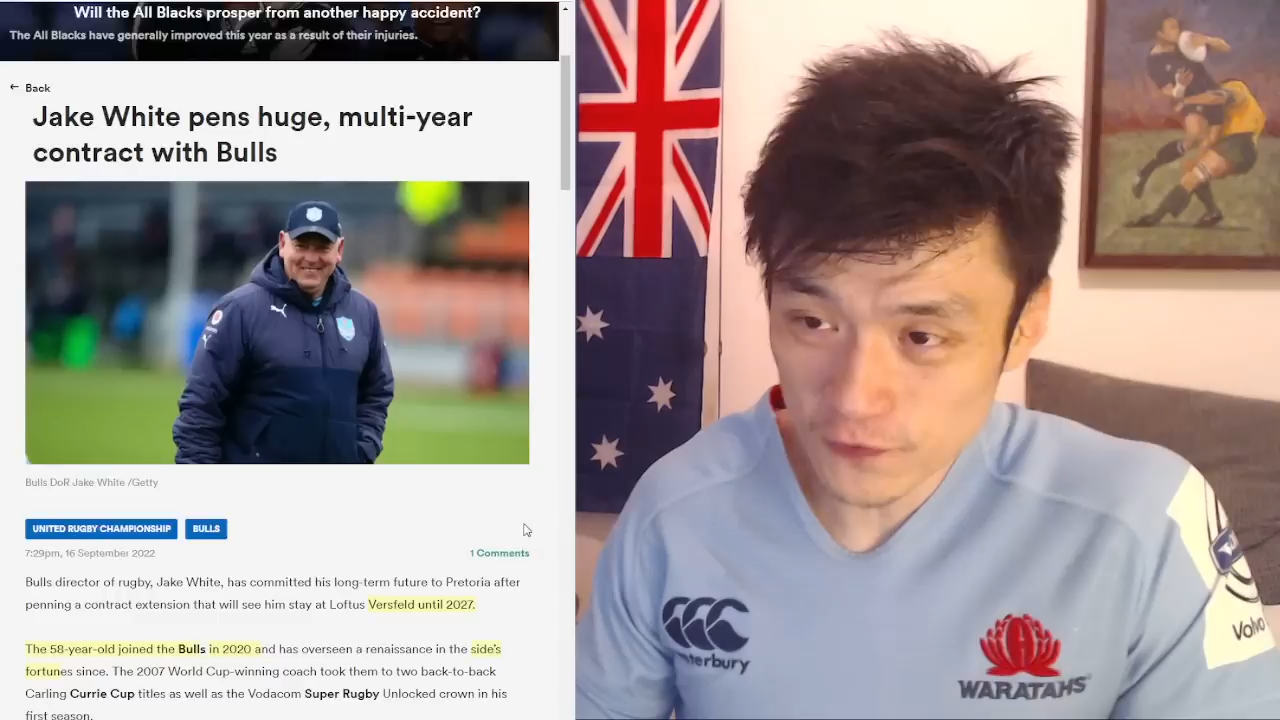 Will the All Blacks prosper from another happy accident?
The All Blacks have generally improved this year as a result of their injuries.
Back
Jake White pens huge, multi-year
contract with Bulls
Bulls DoR Jake White /Getty
UNITED RUGBY CHAMPIONSHIP BULLS
7:29pm, 16 September 2022
1 Comments
Bulls director of rugby, Jake White, has committed his long-term future to Pretoria after
penning a contract extension that will see him stay at Loftus Versfeld until 2027.
The 58-year-old joined the Bulls in 2020 and has overseen a renaissance in the side's
fortunes since. The 2007 World Cup-winning coach took them to two back-to-back
Carling Currie Cup titles as well as the Vodacom Super Rugby Unlocked crown in his
first season.
canterbury
WARATAHS
Volvo